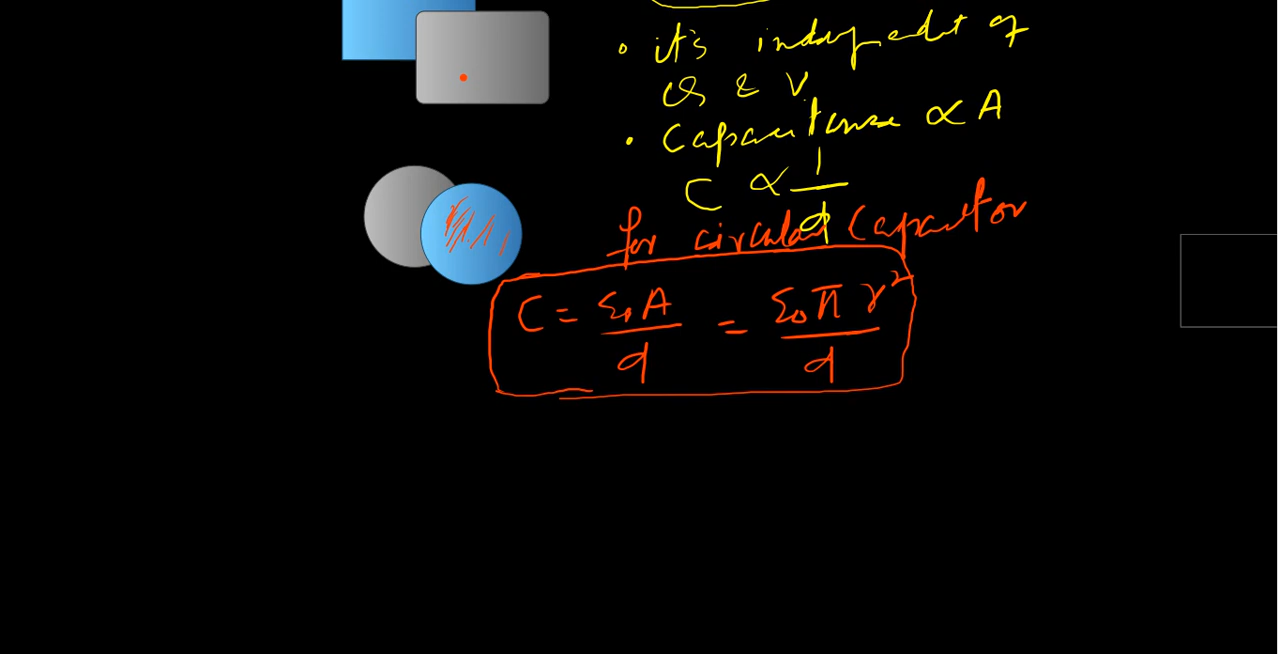 • it's independent of
Q & V
• Capacitance ∝ A
C ∝ 1/d
for circular Capacitor
C = ε₀A/d = ε₀πr²/d